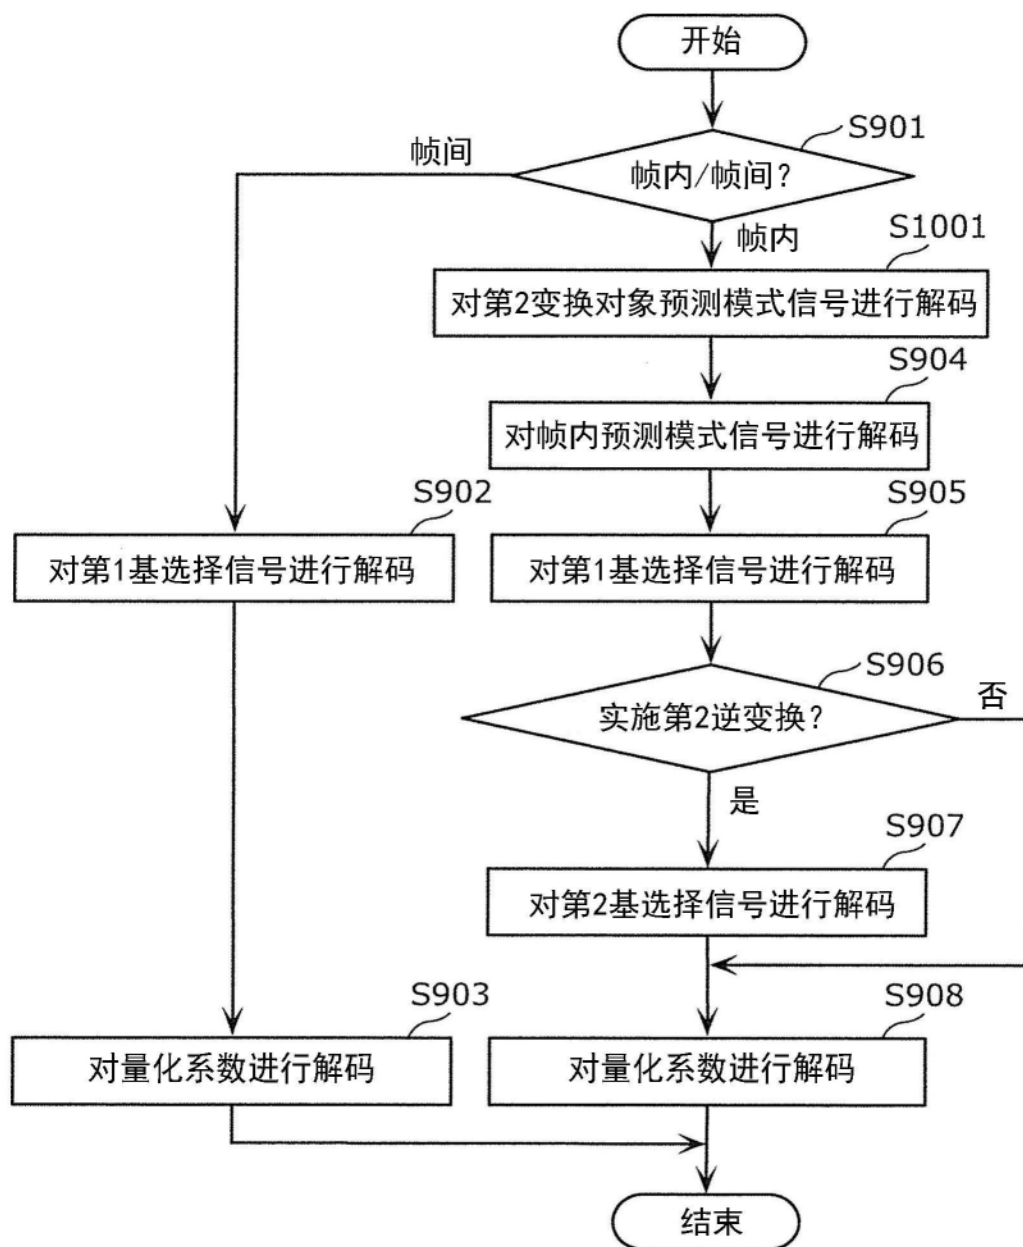 开始
S901
帧间
帧内/帧间?
帧内
S1001
对第2变换对象预测模式信号进行解码
S904
对帧内预测模式信号进行解码
S902
S905
对第1基选择信号进行解码
对第1基选择信号进行解码
S906
否
实施第2逆变换?
是
S907
对第2基选择信号进行解码
S903
S908
对量化系数进行解码
对量化系数进行解码
结束